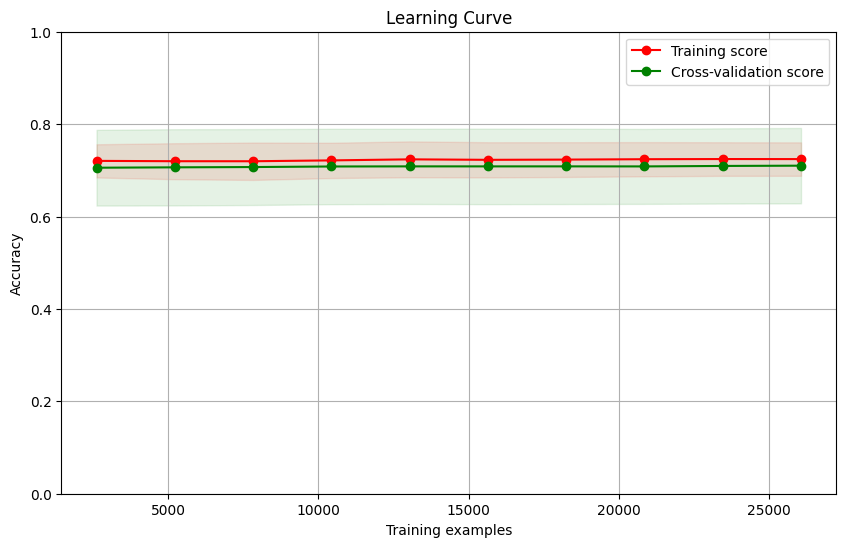 Learning Curve
Training score
Cross-validation score
1.0
0.8
0.6
0.4
0.2
0.0
Accuracy
5000
10000
15000
20000
25000
Training examples